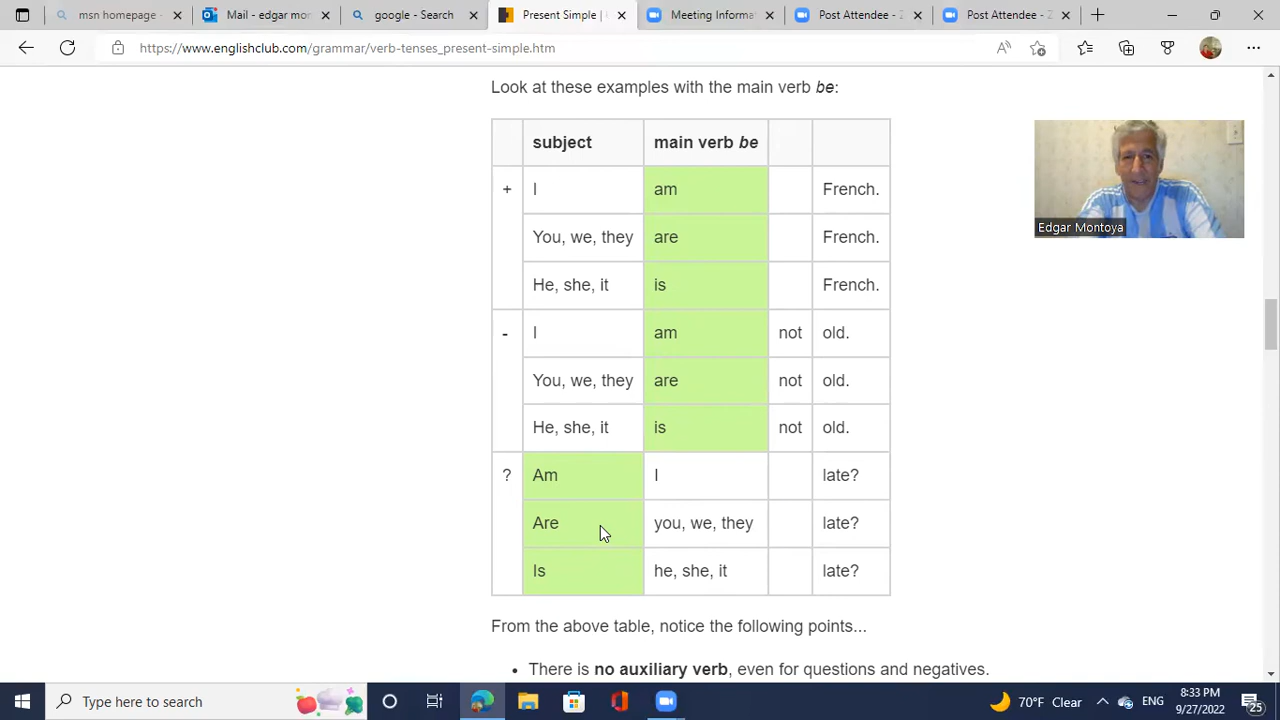 main homepage -
Main - edgar mo
google - Search
Present Simple |
Meeting Informa
Post Attendee - Z
Post Attendee - Z
https://www.englishclub.com/grammar/verb-tenses_present-simple.htm
Look at these examples with the main verb be:
subject main verb be
+ I am French.
You, we, they are French.
He, she, it is French.
- I am not old.
You, we, they are not old.
He, she, it is not old.
? Am I late?
Are you, we, they late?
Is he, she, it late?
Edgar Montoya
From the above table, notice the following points...
• There is no auxiliary verb, even for questions and negatives.
Type here to search
70°F Clear
ENG
8:33 PM
9/27/2022
25